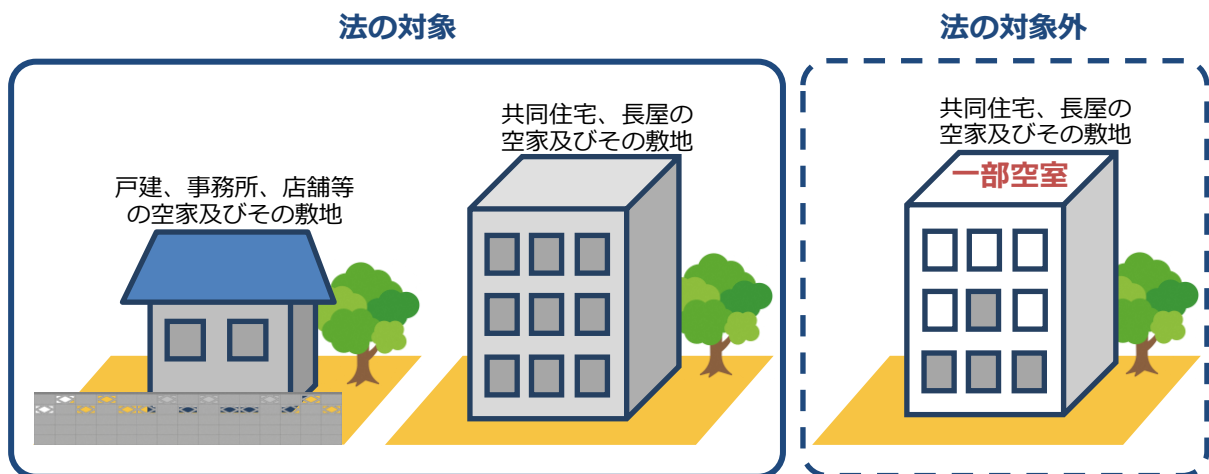 法の対象
法の対象外
戸建、事務所、店舗等
の空家及びその敷地
共同住宅、長屋の
空家及びその敷地
共同住宅、長屋の
空家及びその敷地
一部空室